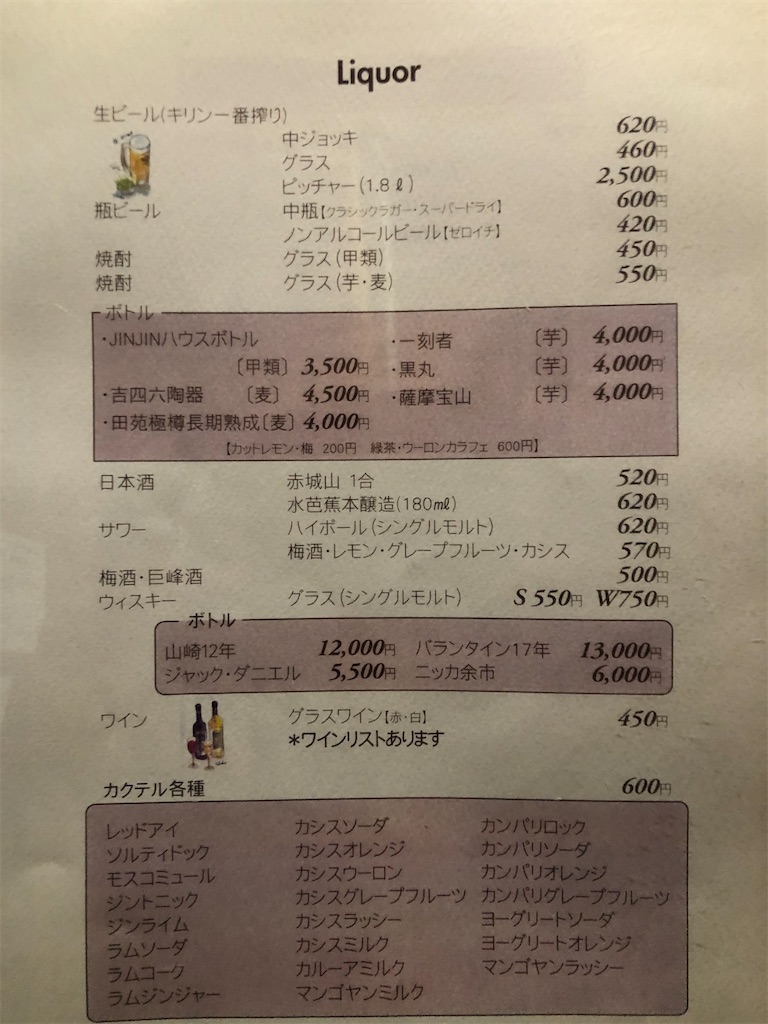 Liquor
生ビール(キリン一番搾り)
中ジョッキ 620円
グラス 460円
ピッチャー(1.8ℓ) 2,500円
瓶ビール 中瓶【クラシックラガー・スーパードライ】 600円
ノンアルコールビール【ゼロイチ】 420円
焼酎 グラス(甲類) 450円
焼酎 グラス(芋・麦) 550円
ボトル
・JINJINハウスボトル ・一刻者 〔芋〕 4,000円
〔甲類〕 3,500円 ・黒丸 〔芋〕 4,000円
・吉四六陶器 〔麦〕 4,500円 ・薩摩宝山 〔芋〕 4,000円
・田苑極樽長期熟成〔麦〕 4,000円
【カットレモン・梅 200円 緑茶・ウーロンカラフェ 600円】
日本酒 赤城山 1合 520円
水芭蕉本醸造(180㎖) 620円
サワー ハイボール(シングルモルト) 620円
梅酒・レモン・グレープフルーツ・カシス 570円
梅酒・巨峰酒 500円
ウィスキー グラス(シングルモルト) S 550円 W750円
ボトル
山崎12年 12,000円 バランタイン17年 13,000円
ジャック・ダニエル 5,500円 ニッカ余市 6,000円
ワイン グラスワイン【赤・白】 450円
*ワインリストあります
カクテル各種 600円
レッドアイ カシスソーダ カンパリロック
ソルティドック カシスオレンジ カンパリソーダ
モスコミュール カシスウーロン カンパリオレンジ
ジントニック カシスグレープフルーツ カンパリグレープフルーツ
ジンライム カシスラッシー ヨーグリートソーダ
ラムソーダ カシスミルク ヨーグリートオレンジ
ラムコーク カルーアミルク マンゴヤンラッシー
ラムジンジャー マンゴヤンミルク